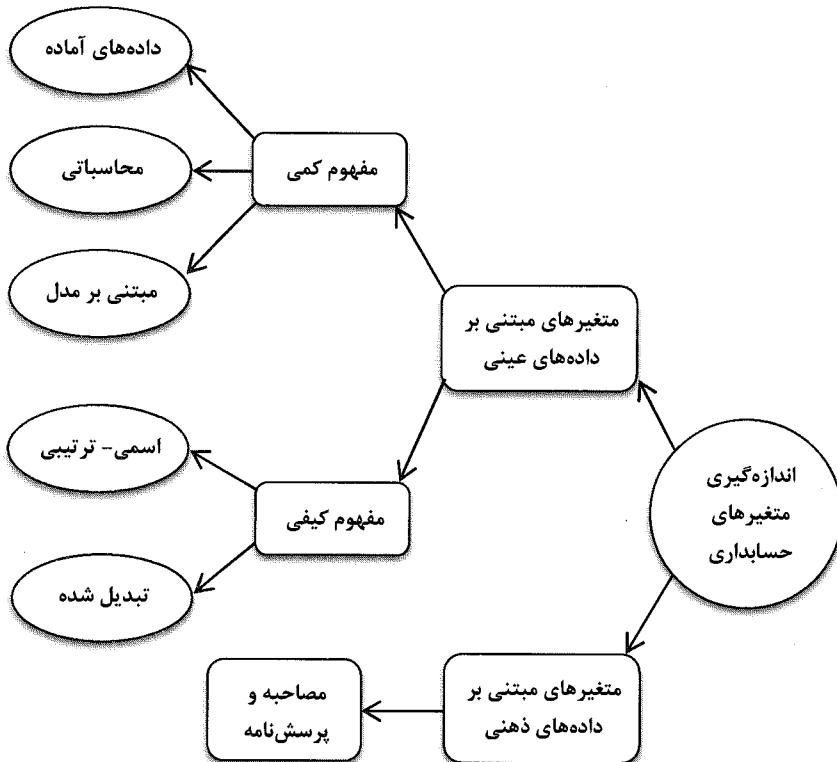 داده‌های آماده
محاسباتی
مفهوم کمی
مبتنی بر مدل
متغیرهای مبتنی بر
داده‌های عینی
اسمی- ترتیبی
مفهوم کیفی
تبدیل شده
اندازه‌گیری
متغیرهای
حسابداری
متغیرهای مبتنی بر
داده‌های ذهنی
مصاحبه و
پرسش‌نامه